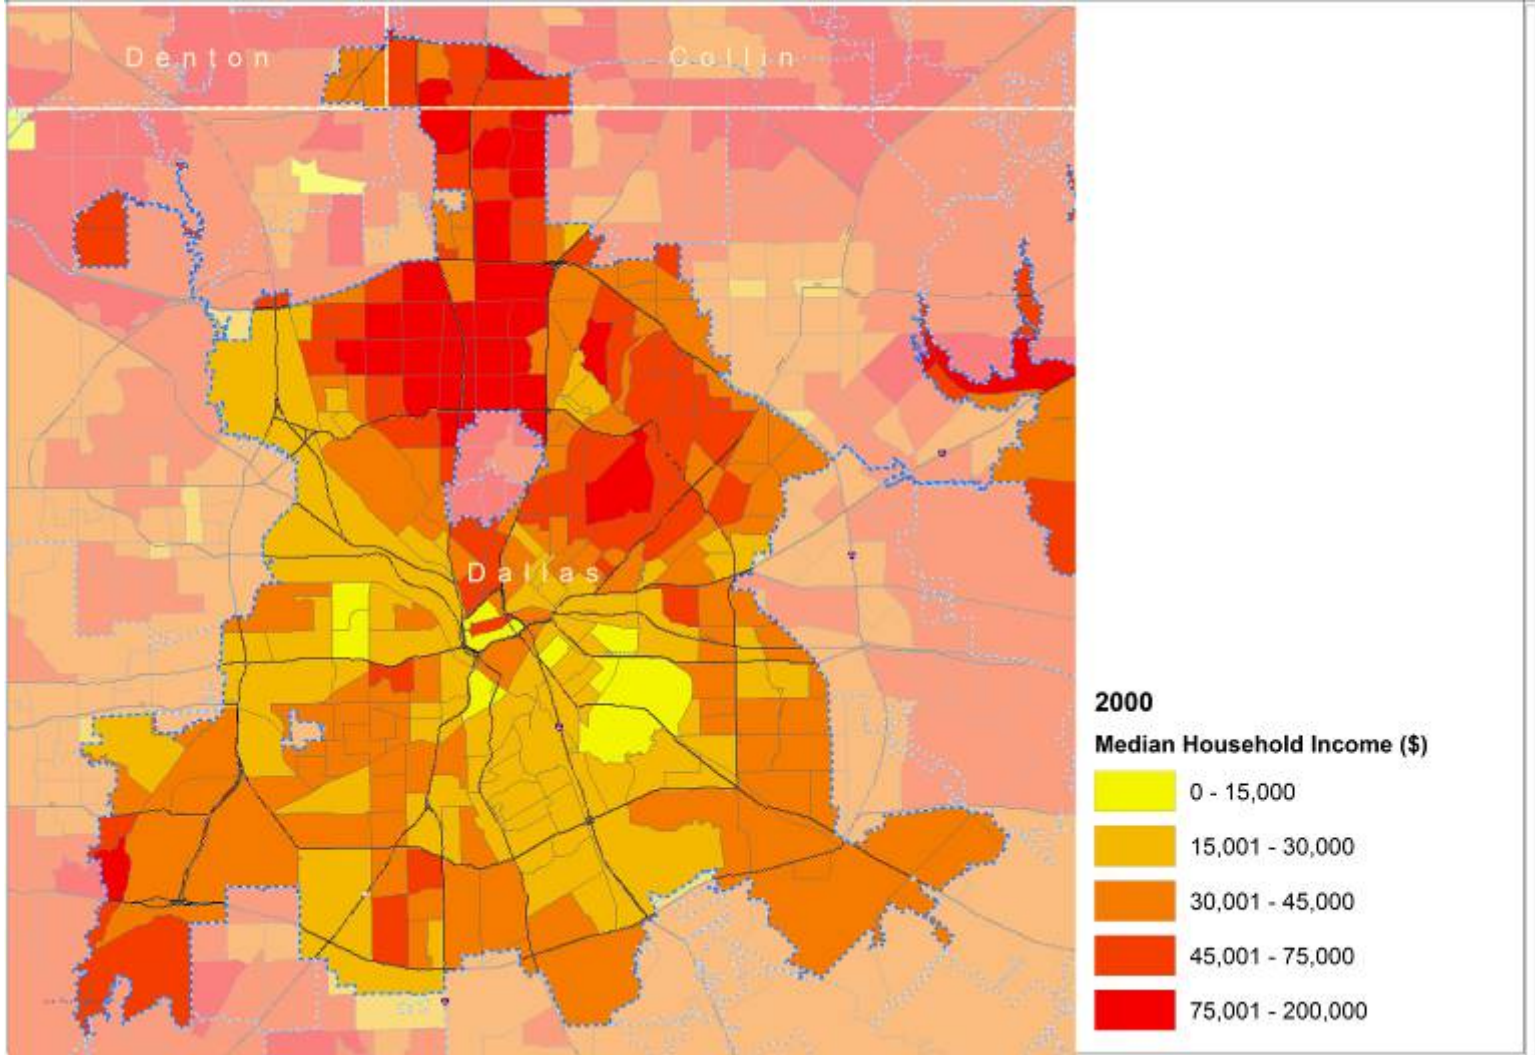 Denton
Collin
Dallas
2000
Median Household Income ($)
0 - 15,000
15,001 - 30,000
30,001 - 45,000
45,001 - 75,000
75,001 - 200,000